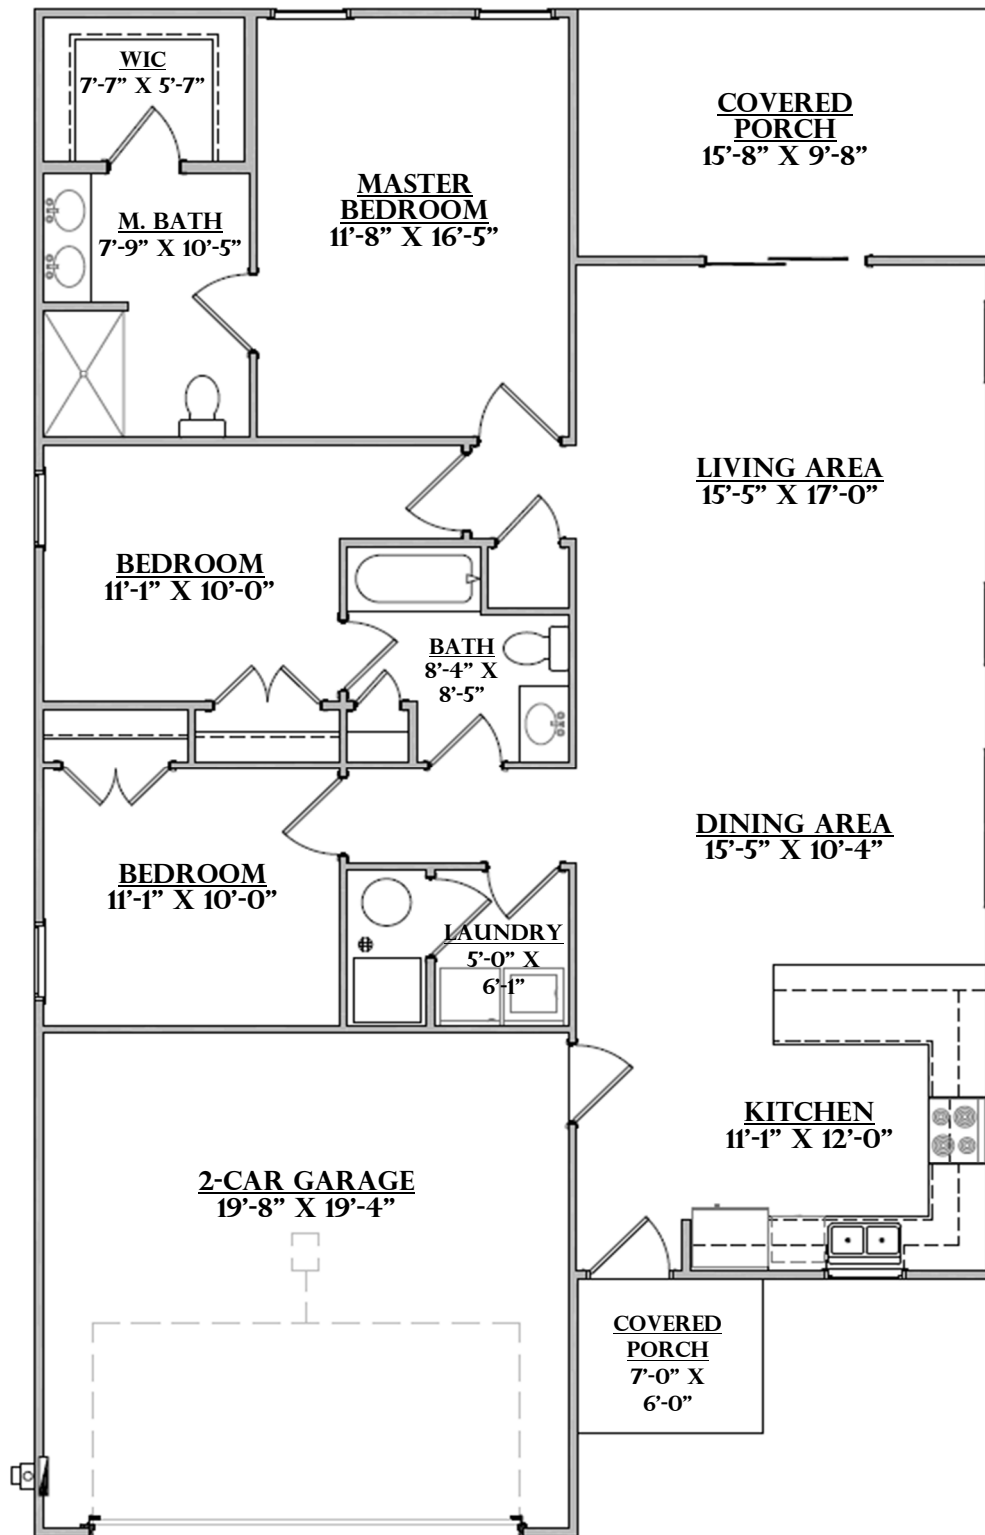 WIC
7'-7" X 5'-7"
COVERED
PORCH
15'-8" X 9'-8"
MASTER
BEDROOM
11'-8" X 16'-5"
M. BATH
7'-9" X 10'-5"
LIVING AREA
15'-5" X 17'-0"
BEDROOM
11'-1" X 10'-0"
BATH
8'-4" X
8'-5"
DINING AREA
15'-5" X 10'-4"
BEDROOM
11'-1" X 10'-0"
LAUNDRY
5'-0" X
6'-1"
KITCHEN
11'-1" X 12'-0"
2-CAR GARAGE
19'-8" X 19'-4"
COVERED
PORCH
7'-0" X
6'-0"